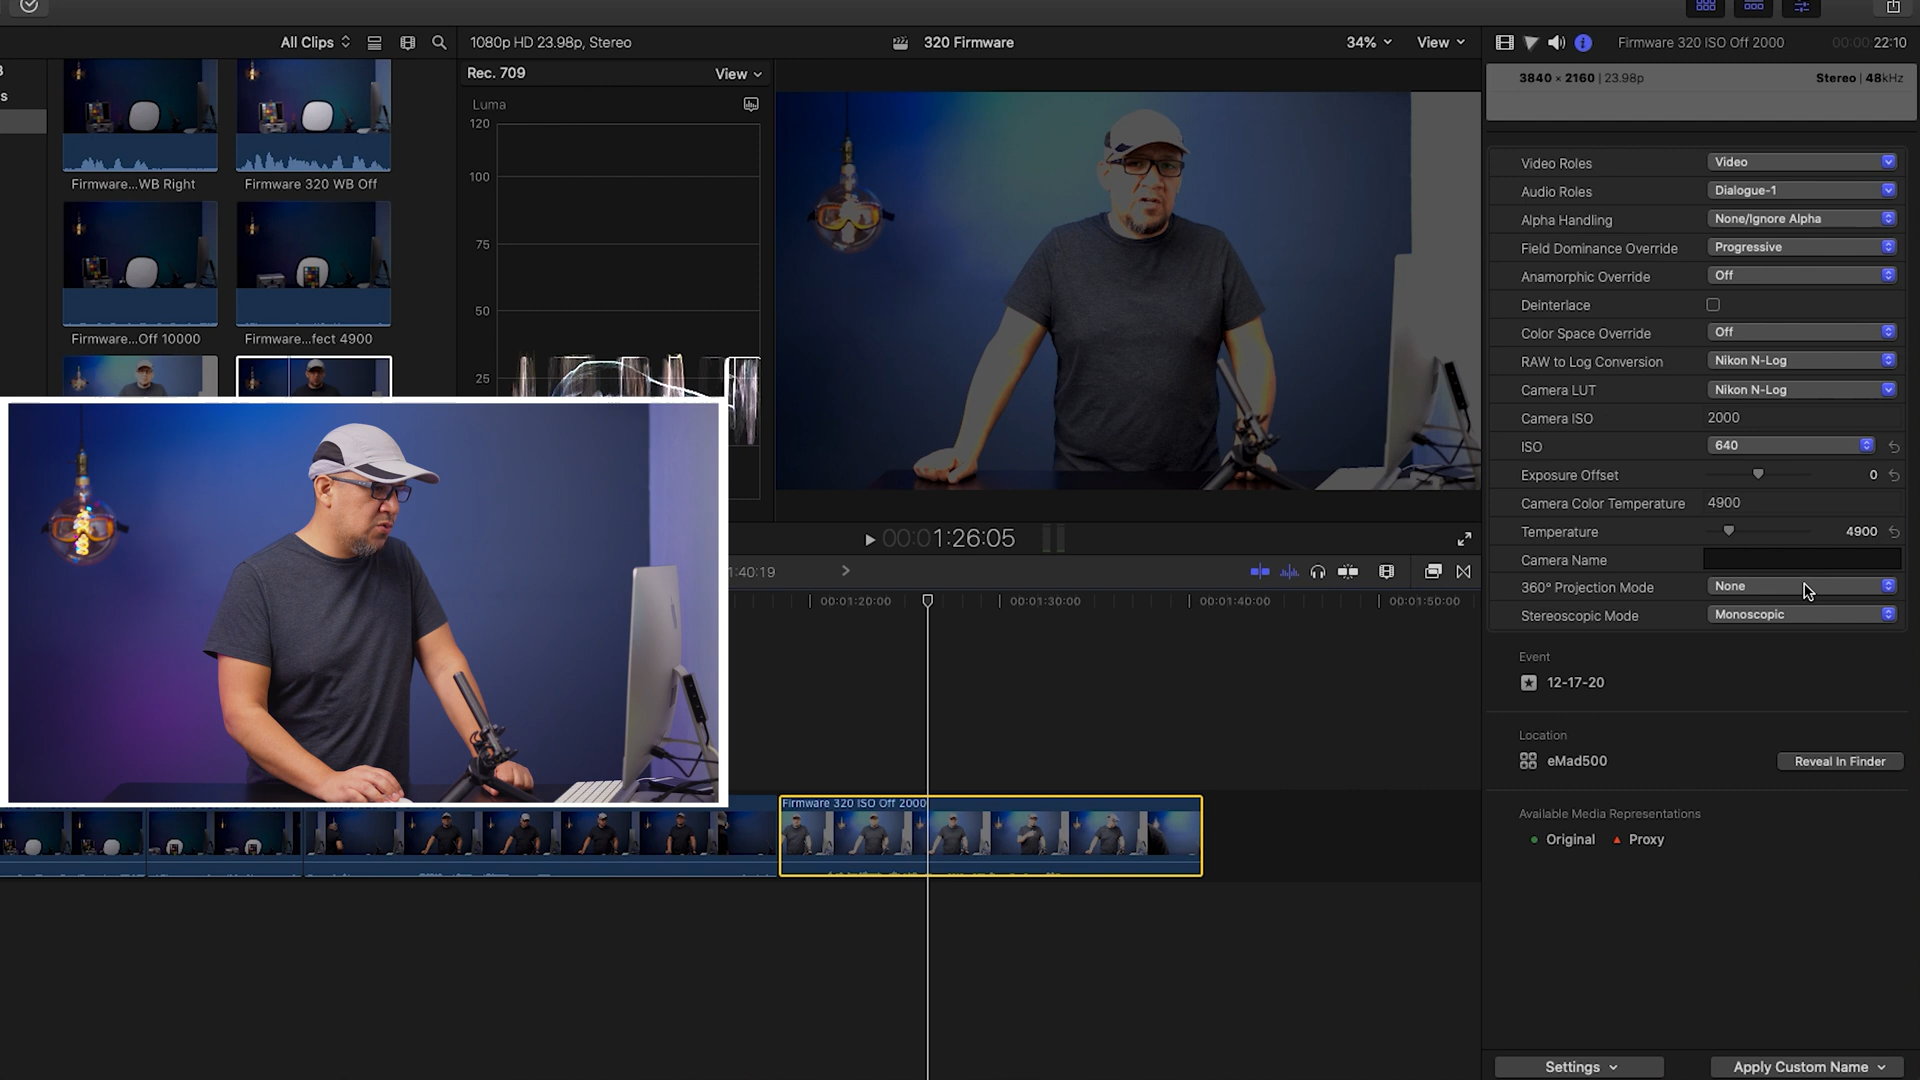 All Clips
1080p HD 23.98p, Stereo
320 Firmware
34%
View
Firmware 320 ISO Off 2000
00:00:22:10
Rec. 709
View
3840 × 2160 | 23.98p
Stereo | 48kHz
s
Luma
120
100
75
50
25
Firmware...WB Right
Firmware 320 WB Off
Firmware...Off 10000
Firmware...fect 4900
Video Roles
Video
Audio Roles
Dialogue-1
Alpha Handling
None/Ignore Alpha
Field Dominance Override
Progressive
Anamorphic Override
Off
Deinterlace
Color Space Override
Off
RAW to Log Conversion
Nikon N-Log
Camera LUT
Nikon N-Log
Camera ISO
2000
ISO
640
Exposure Offset
0
Camera Color Temperature
4900
Temperature
4900
Camera Name
360° Projection Mode
None
Stereoscopic Mode
Monoscopic
00:01:26:05
1:40:19
00:01:20:00
00:01:30:00
00:01:40:00
00:01:50:00
Event
12-17-20
Location
eMad500
Reveal In Finder
Available Media Representations
Original
Proxy
Firmware 320 ISO Off 2000
Settings
Apply Custom Name